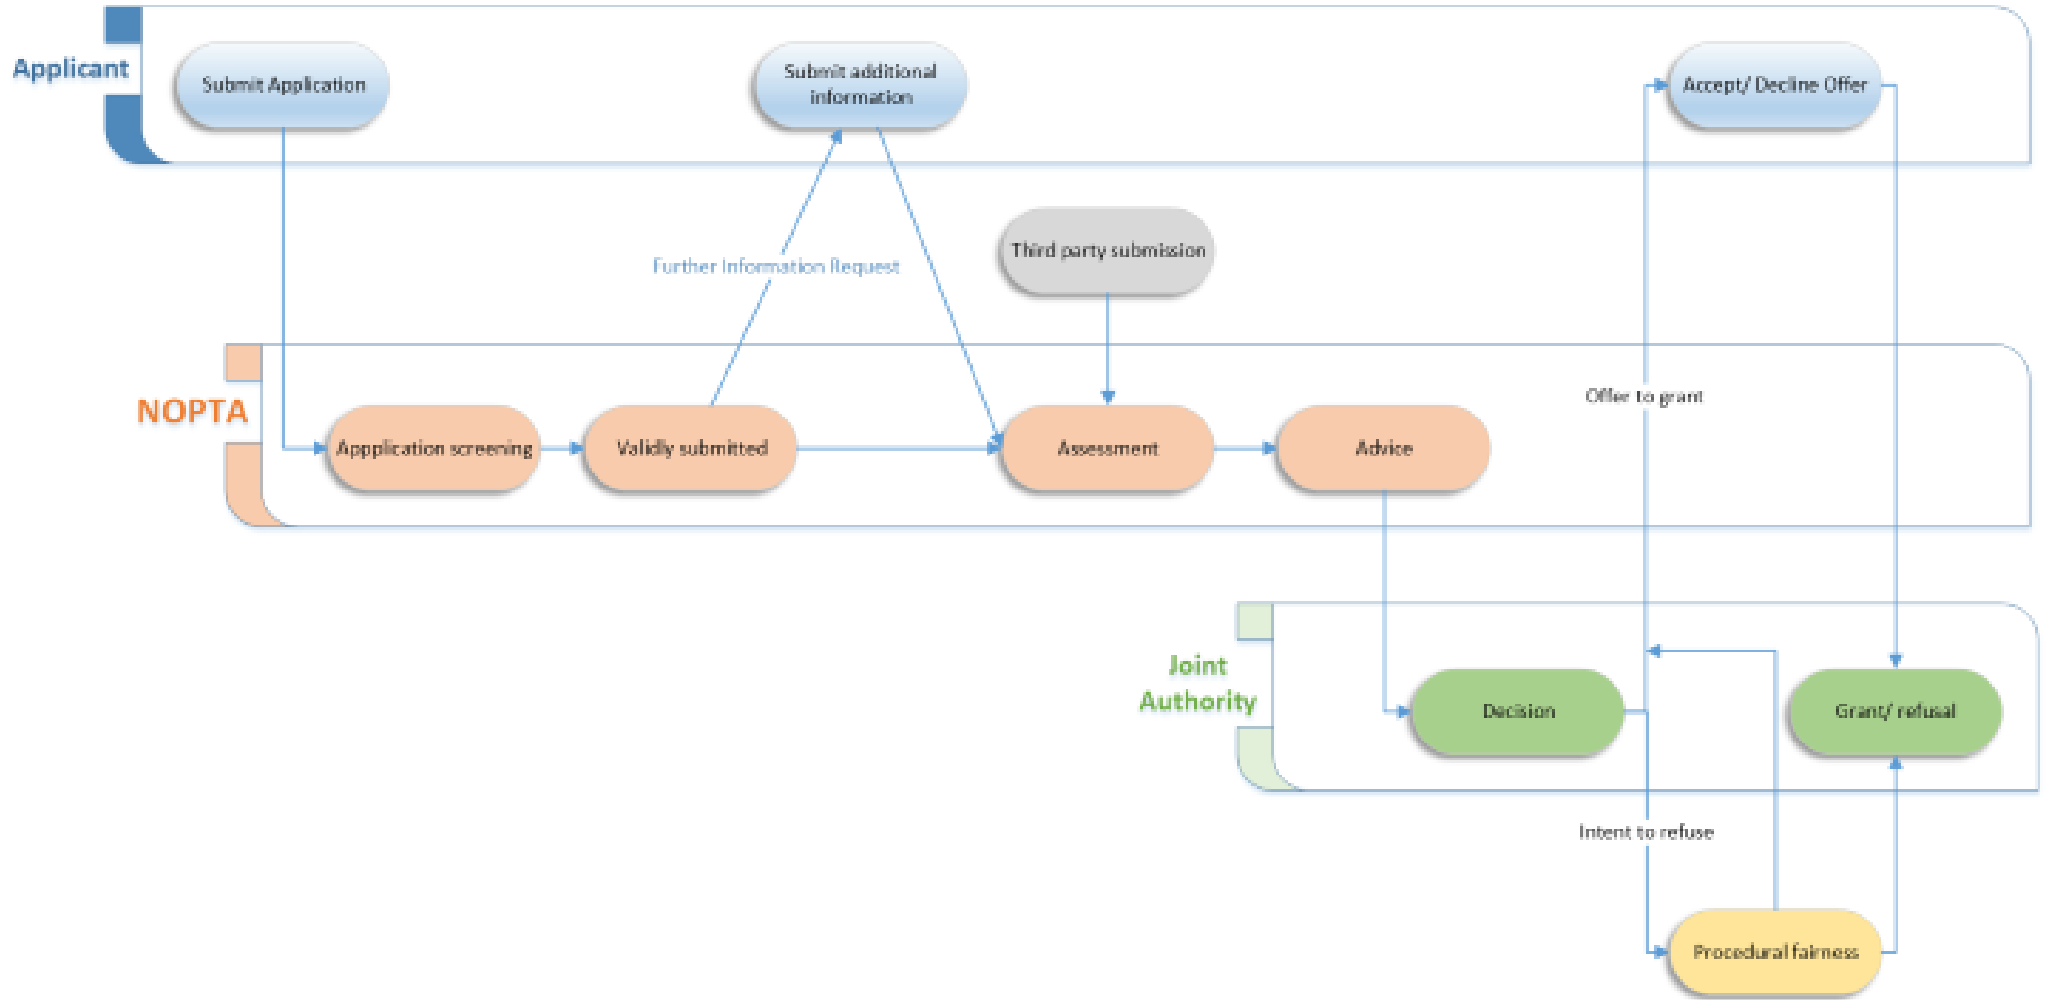 Applicant
Submit Application
Submit additional
information
Accept/ Decline Offer
Third party submission
Further Information Request
NOPTA
Appplication screening
Validly submitted
Assessment
Advice
Offer to grant
Joint
Authority
Decision
Grant/ refusal
Intent to refuse
Procedural fairness